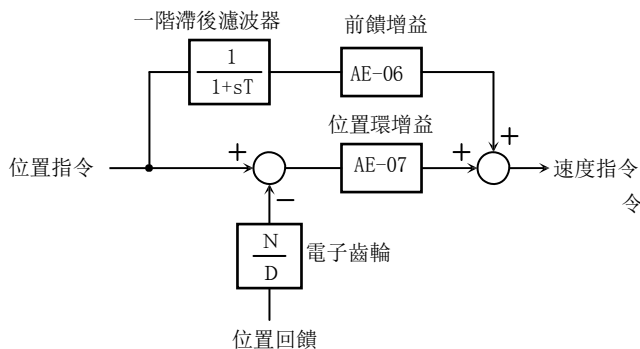 一階滯後濾波器
前饋增益
1
1+sT
AE-06
位置環增益
位置指令
+
AE-07
+
+
速度指令
令
−
N
D
電子齒輪
位置回饋